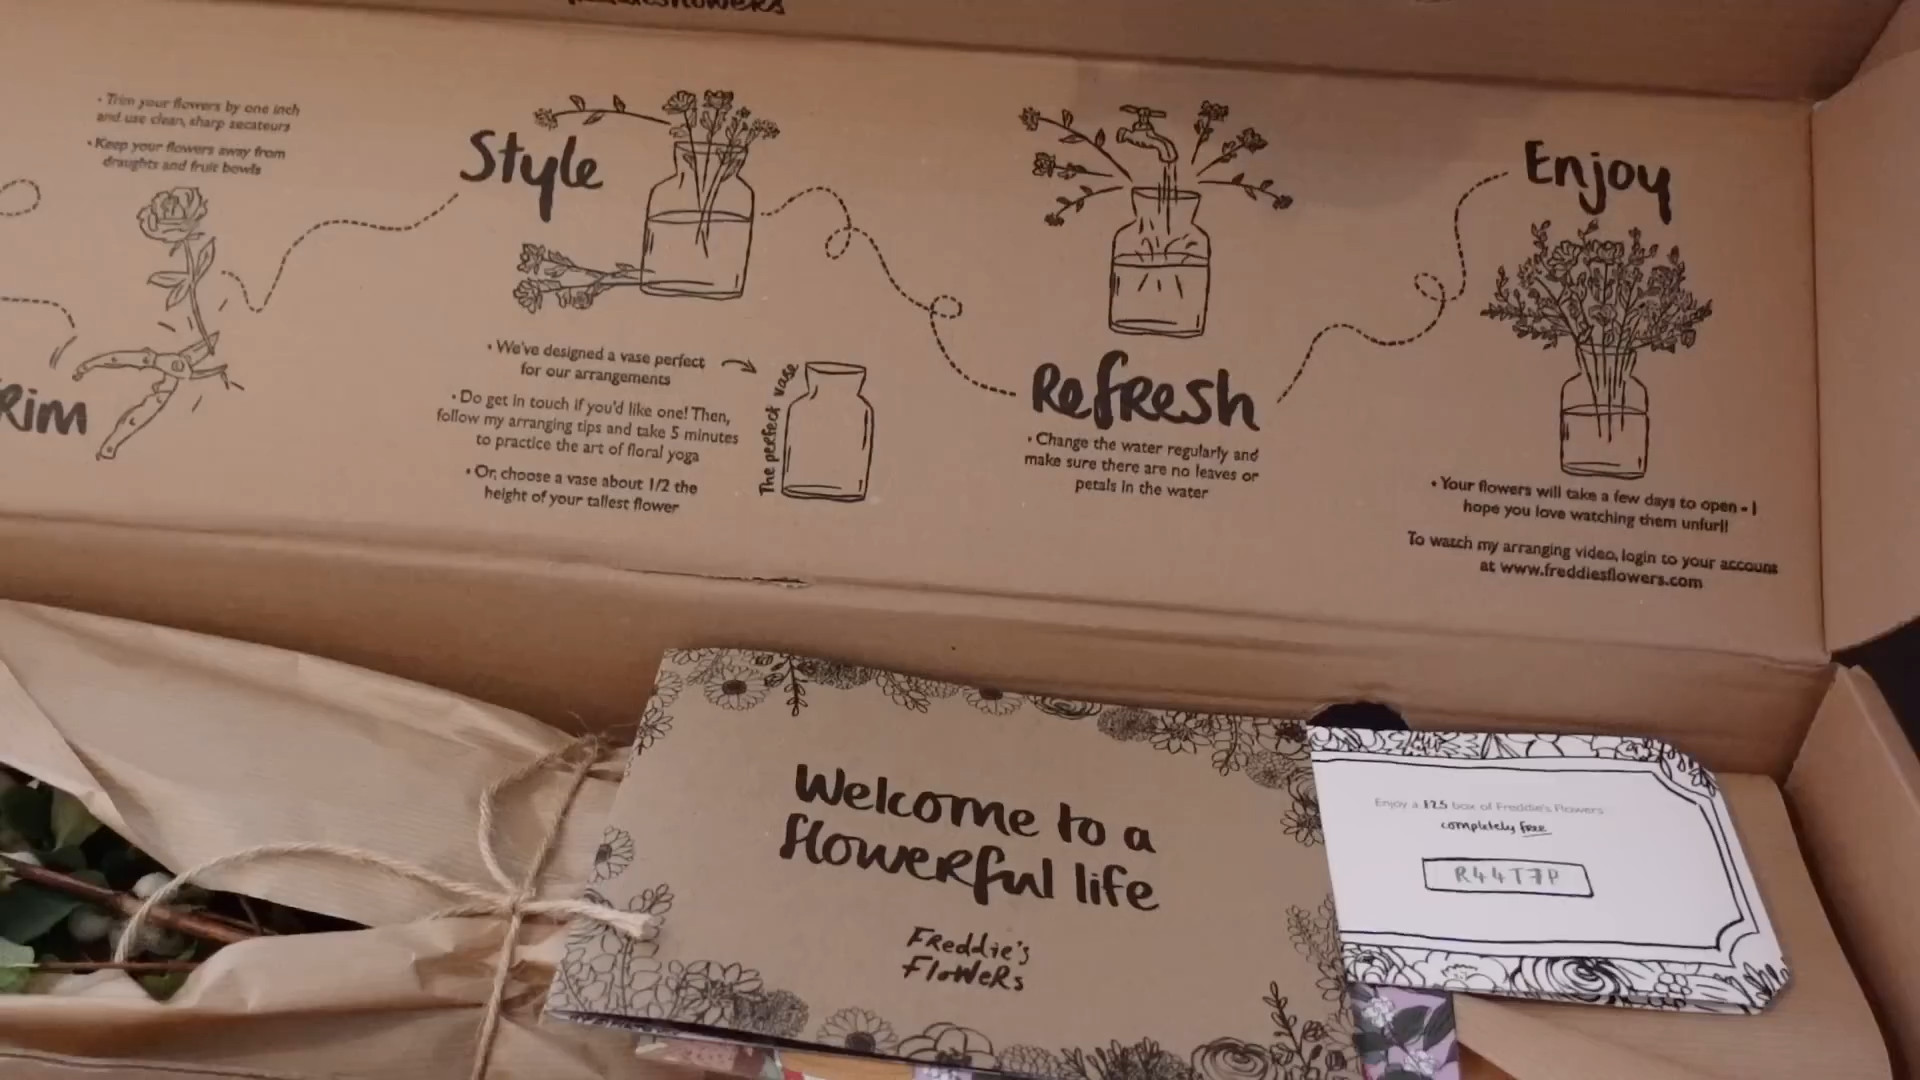 • Trim your flowers by one inch
and use clean, sharp secateurs
• Keep your flowers away from
draughts and fruit bowls
Style
• We've designed a vase perfect
for our arrangements
• Do get in touch if you'd like one! Then,
follow my arranging tips and take 5 minutes
to practice the art of floral yoga
• Or, choose a vase about 1/2 the
height of your tallest flower
The perfect vase
Refresh
• Change the water regularly and
make sure there are no leaves or
petals in the water
Enjoy
• Your flowers will take a few days to open - I
hope you love watching them unfurl!
To watch my arranging video, login to your account
at www.freddiesflowers.com
Welcome to a
flowerful life
Freddie's
Flowers
Enjoy a £25 box of Freddie's Flowers
completely free
R44T7P